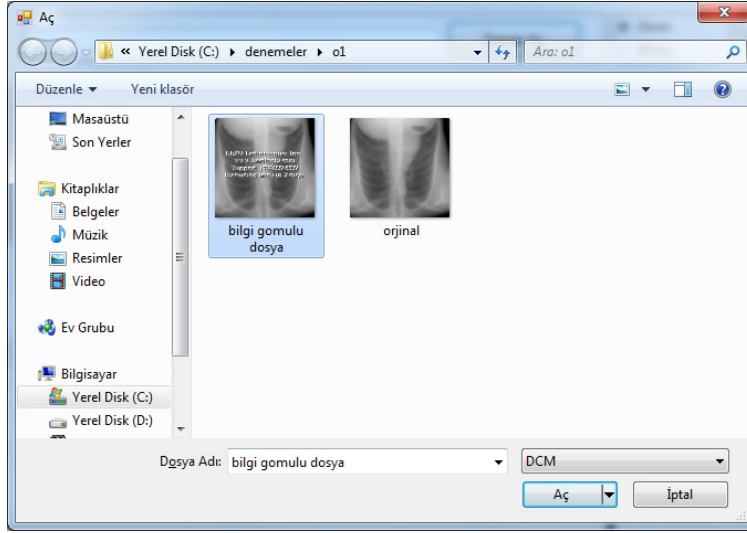 Aç
« Yerel Disk (C:) ▸ denemeler ▸ o1
Ara: o1
Düzenle
Yeni klasör
Masaüstü
Son Yerler
Kitaplıklar
Belgeler
Müzik
Resimler
Video
Ev Grubu
Bilgisayar
Yerel Disk (C:)
Yerel Disk (D:)
bilgi gomulu
dosya
orjinal
Dosya Adı:
bilgi gomulu dosya
DCM
Aç
İptal